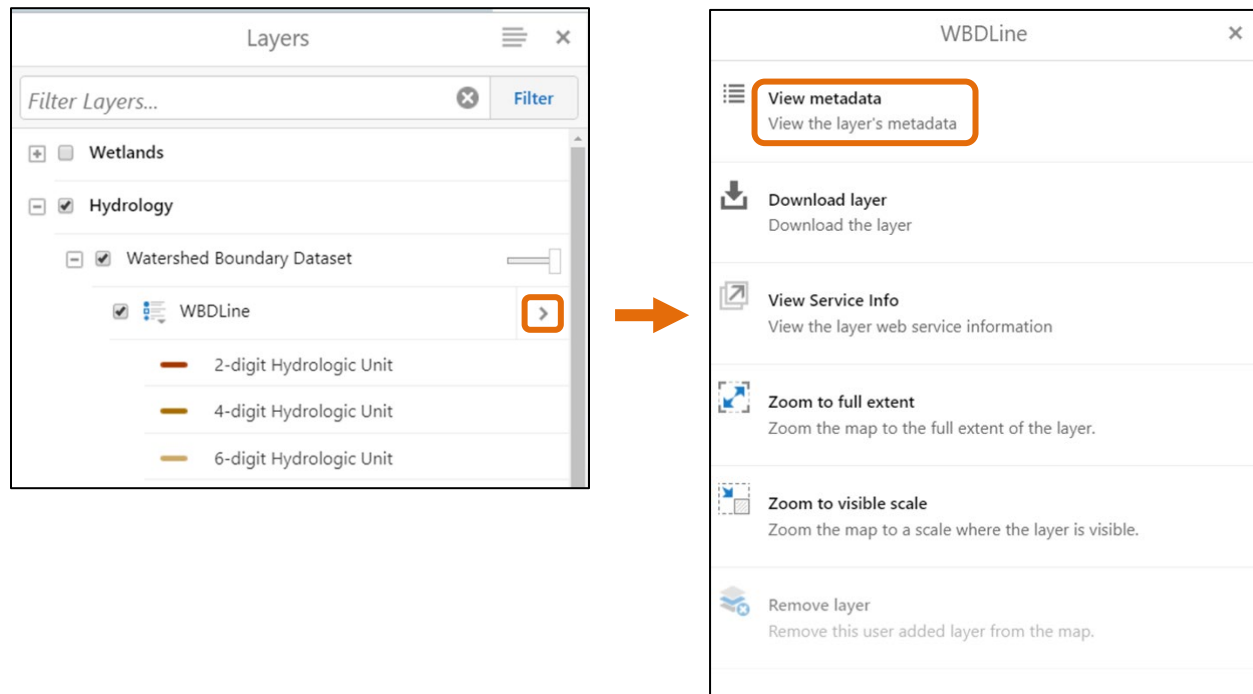 Layers
Filter Layers...
Filter
Wetlands
Hydrology
Watershed Boundary Dataset
WBDLine
2-digit Hydrologic Unit
4-digit Hydrologic Unit
6-digit Hydrologic Unit
WBDLine
View metadata
View the layer's metadata
Download layer
Download the layer
View Service Info
View the layer web service information
Zoom to full extent
Zoom the map to the full extent of the layer.
Zoom to visible scale
Zoom the map to a scale where the layer is visible.
Remove layer
Remove this user added layer from the map.